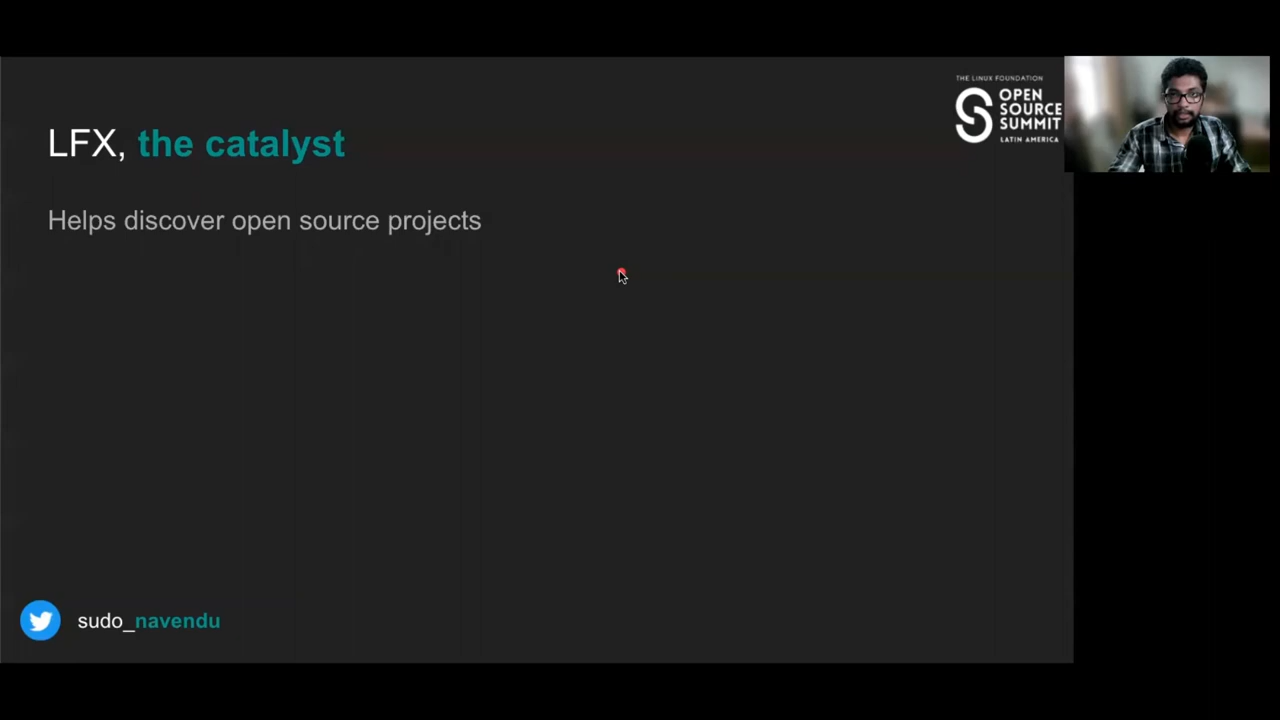 THE LINUX FOUNDATION
OPEN
SOURCE
SUMMIT
LATIN AMERICA
LFX, the catalyst
Helps discover open source projects
sudo_navendu